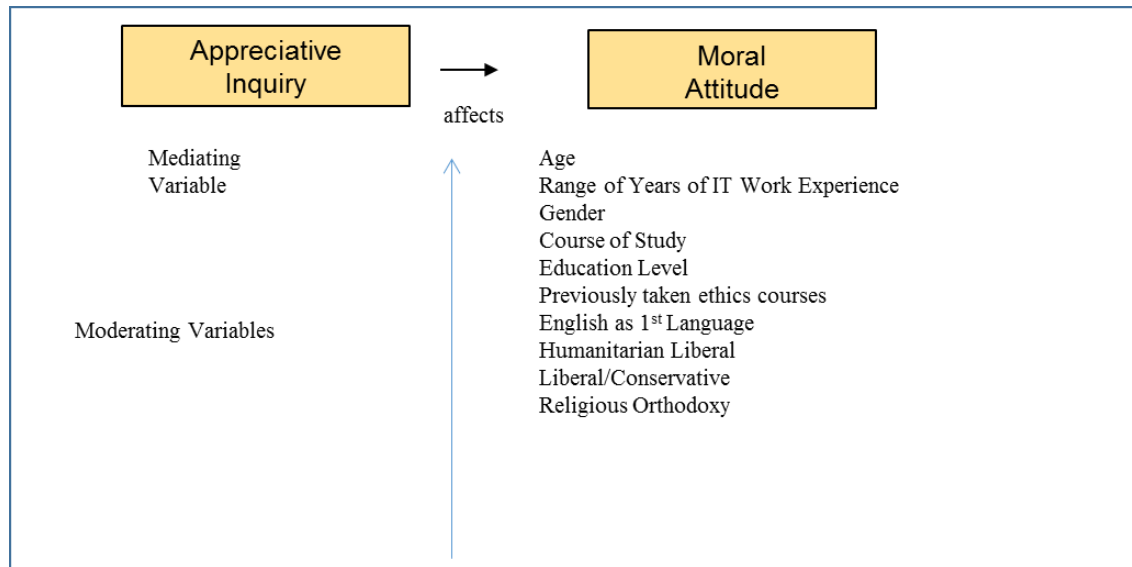 Appreciative
Inquiry
Moral
Attitude
affects
Mediating
Variable
Moderating Variables
Age
Range of Years of IT Work Experience
Gender
Course of Study
Education Level
Previously taken ethics courses
English as 1st Language
Humanitarian Liberal
Liberal/Conservative
Religious Orthodoxy